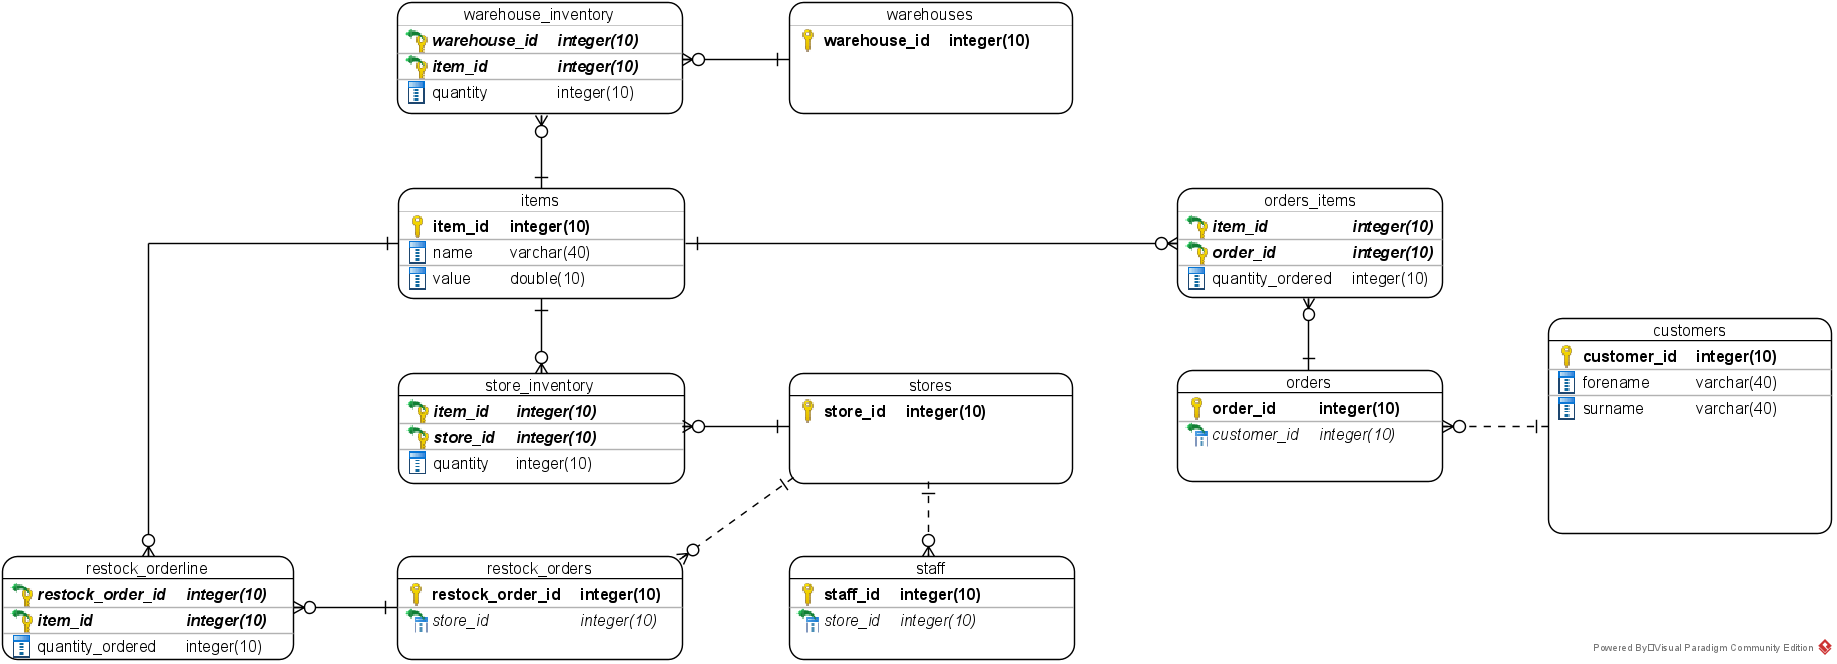 warehouse_inventory
warehouse_id integer(10)
item_id integer(10)
quantity integer(10)
warehouses
warehouse_id integer(10)
items
item_id integer(10)
name varchar(40)
value double(10)
orders_items
item_id integer(10)
order_id integer(10)
quantity_ordered integer(10)
customers
customer_id integer(10)
forename varchar(40)
surname varchar(40)
store_inventory
item_id integer(10)
store_id integer(10)
quantity integer(10)
stores
store_id integer(10)
orders
order_id integer(10)
customer_id integer(10)
restock_orderline
restock_order_id integer(10)
item_id integer(10)
quantity_ordered integer(10)
restock_orders
restock_order_id integer(10)
store_id integer(10)
staff
staff_id integer(10)
store_id integer(10)
Powered By□Visual Paradigm Community Edition